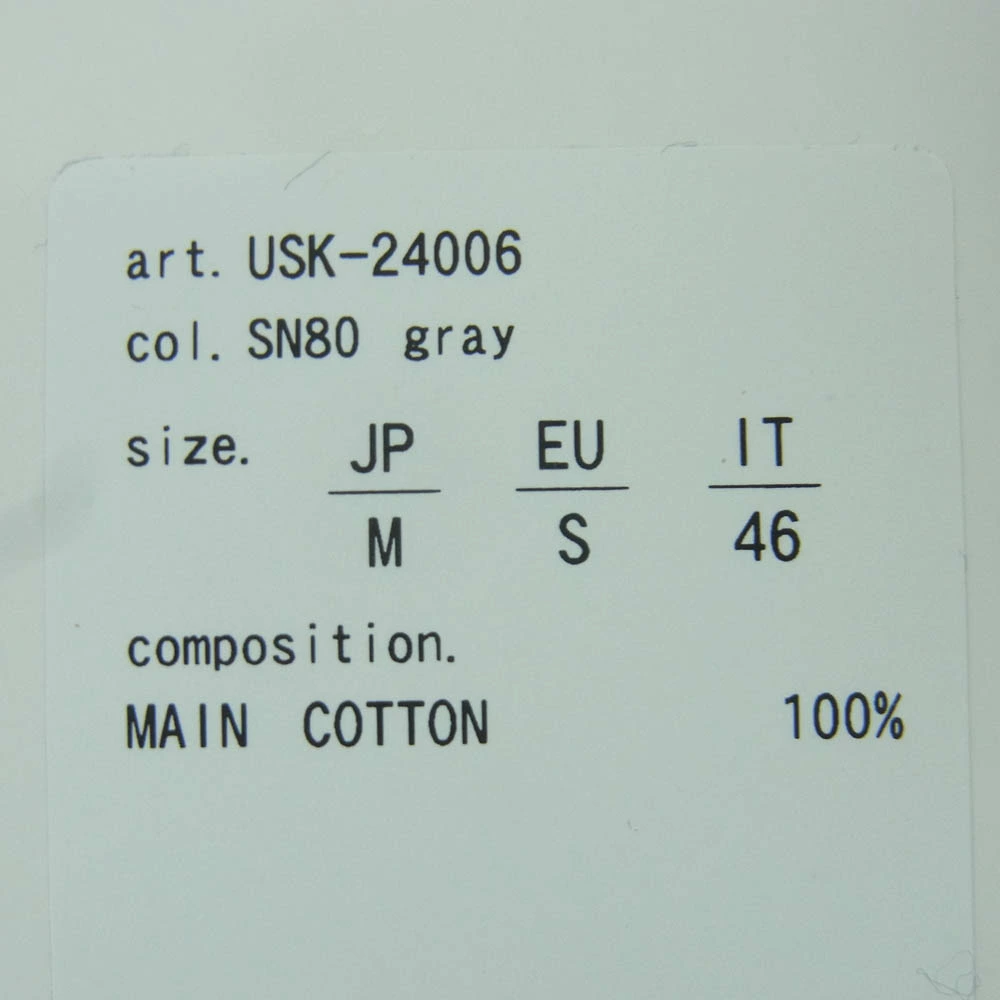 art. USK-24006
col. SN80 gray
size. JP EU IT
M S 46
composition.
MAIN COTTON 100%